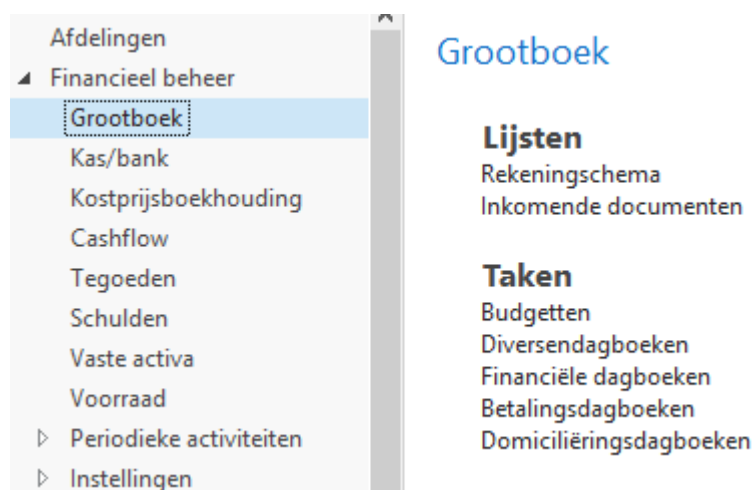 Afdelingen
Financieel beheer
Grootboek
Kas/bank
Kostprijsboekhouding
Cashflow
Tegoeden
Schulden
Vaste activa
Voorraad
Periodieke activiteiten
Instellingen
Grootboek
Lijsten
Rekeningschema
Inkomende documenten
Taken
Budgetten
Diversendagboeken
Financiële dagboeken
Betalingsdagboeken
Domiciliëringsdagboeken